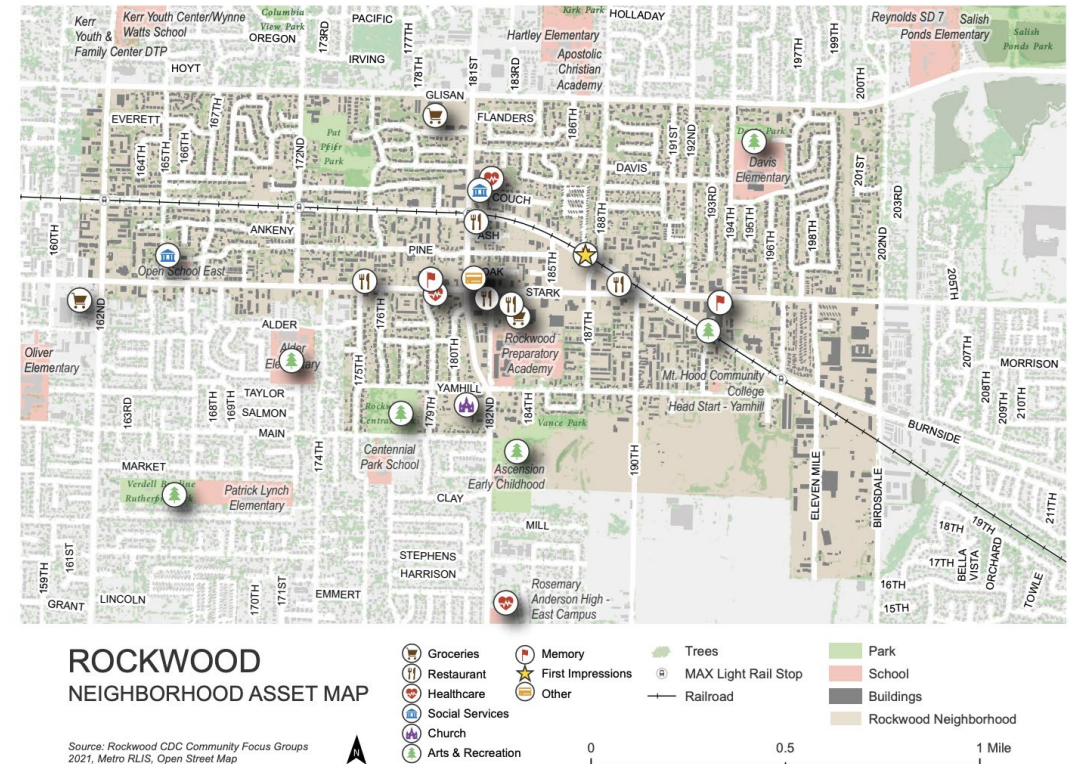 Kerr
Youth &
Family Center DTP
Kerr Youth Center/Wynne
Watts School
Columbia
View Park
OREGON
HOYT
173RD
PACIFIC
IRVING
177TH
178TH
181ST
183RD
Kirk Park
HOLLADAY
Hartley Elementary
Apostolic
Christian
Academy
197TH
199TH
200TH
Reynolds SD 7
Ponds Elementary
Salish
Salish
Ponds Park
GLISAN
EVERETT
FLANDERS
164TH
165TH
166TH
167TH
172ND
Pat
Pfifr
Park
186TH
DAVIS
191ST
192ND
Park
Davis
Elementary
201ST
203RD
COUCH
188TH
193RD
194TH
195TH
196TH
198TH
202ND
160TH
ANKENY
ASH
PINE
Open School East
OAK
185TH
STARK
205TH
162ND
176TH
187TH
ALDER
Alder
Elementary
Oliver
Elementary
Rockwood
Preparatory
Academy
180TH
175TH
207TH
MORRISON
208TH
209TH
210TH
Mt. Hood Community
College
Head Start - Yamhill
TAYLOR
YAMHILL
163RD
168TH
169TH
SALMON
179TH
182ND
184TH
Vance Park
MAIN
174TH
BURNSIDE
Centennial
Park School
190TH
MARKET
Ascension
Early Childhood
Verdell
Patrick Lynch
Elementary
CLAY
ELEVEN MILE
BIRDSDALE
211TH
MILL
18TH
19TH
STEPHENS
HARRISON
161ST
159TH
17TH
BELLA
VISTA
ORCHARD
TOWLE
Rosemary
Anderson High -
East Campus
GRANT
LINCOLN
170TH
171ST
EMMERT
16TH
15TH
ROCKWOOD
NEIGHBORHOOD ASSET MAP
Source: Rockwood CDC Community Focus Groups
2021, Metro RLIS, Open Street Map
N
Groceries
Restaurant
Healthcare
Social Services
Church
Arts & Recreation
Memory
First Impressions
Other
Trees
MAX Light Rail Stop
Railroad
Park
School
Buildings
Rockwood Neighborhood
0
0.5
1 Mile